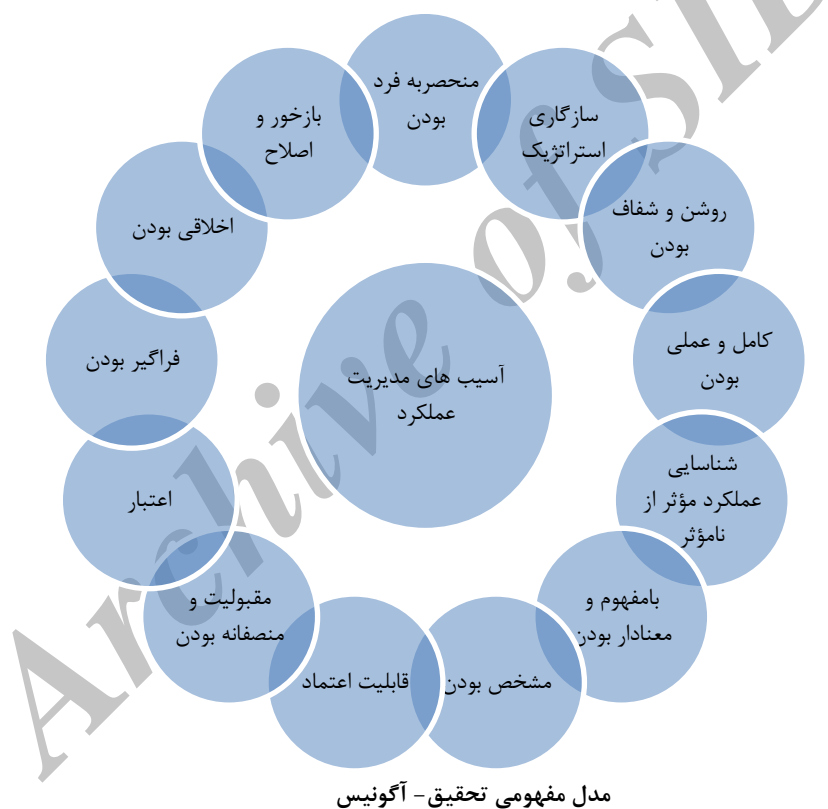 منحصربه فرد
بودن
سازگاری
استراتژیک
روشن و شفاف
بودن
کامل و عملی
بودن
شناسایی
عملکرد مؤثر از
نامؤثر
بامفهوم و
معنادار بودن
مشخص بودن
قابلیت اعتماد
مقبولیت و
منصفانه بودن
اعتبار
فراگیر بودن
اخلاقی بودن
بازخور و
اصلاح
آسیب های مدیریت
عملکرد
مدل مفهومی تحقیق- آگونیس
Archive of SI